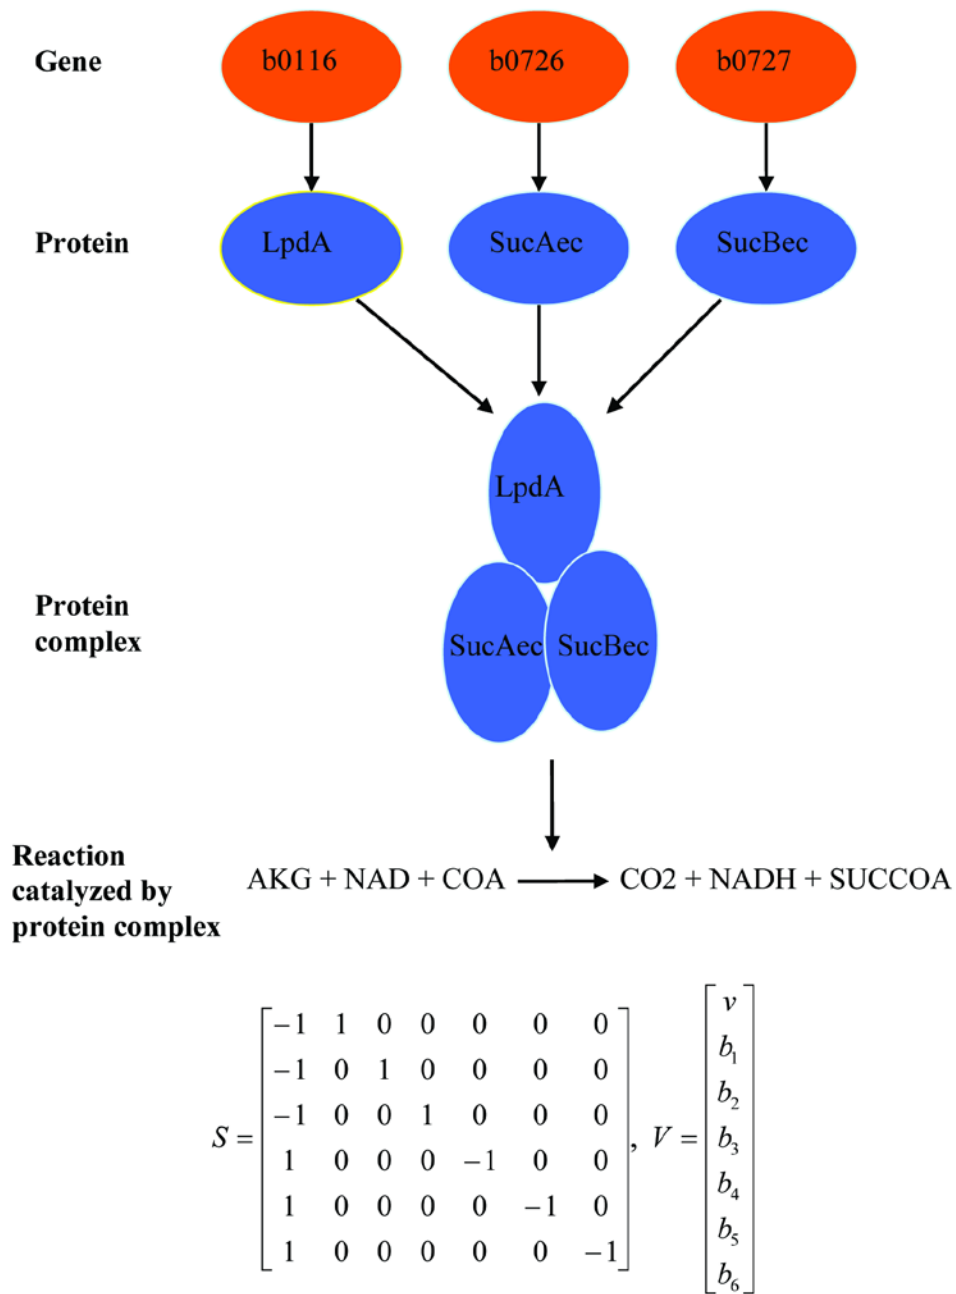 Gene b0116 b0726 b0727
Protein LpdA SucAec SucBec
LpdA
Protein
complex
SucAec SucBec
Reaction
catalyzed by
protein complex
AKG + NAD + COA → CO2 + NADH + SUCCOA
S = , V =
−1 1 0 0 0 0 0
−1 0 1 0 0 0 0
−1 0 0 1 0 0 0
1 0 0 0 −1 0 0
1 0 0 0 0 −1 0
1 0 0 0 0 0 −1
v
b₁
b₂
b₃
b₄
b₅
b₆